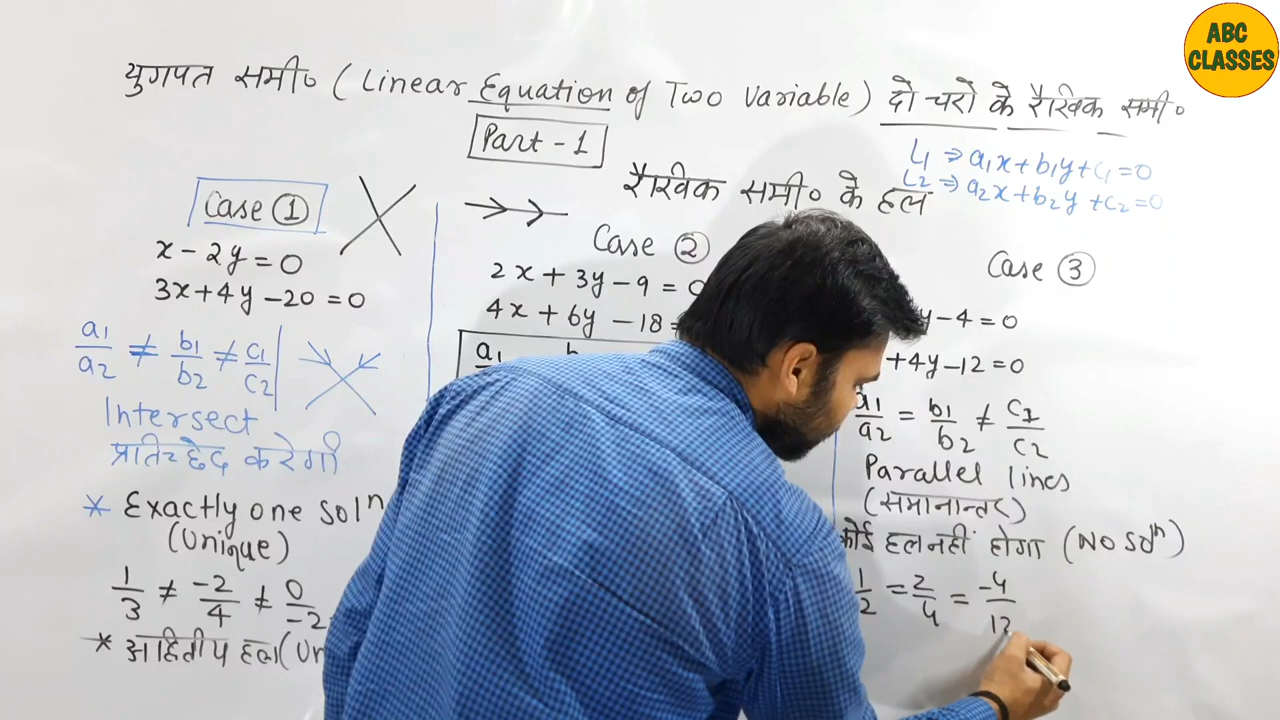 ABC
CLASSES
युगपत समी० (Linear Equation of Two Variable) दो चरो के रैखिक समी०
Part-1
L1 ⇒ a1x+b1y+c1=0
L2 ⇒ a2x+b2y+c2=0
रैखिक समी० के हल
Case ①
x-2y=0
3x+4y-20=0
a1/a2 ≠ b1/b2 ≠ c1/c2
Intersect
प्रतिच्छेद करेगी
* Exactly one solⁿ
(Unique)
1/3 ≠ -2/4 ≠ 0/-2
* अद्वितीय हल (Un
Case ②
2x+3y-9=0
4x+6y-18=
a1
Case ③
y-4=0
+4y-12=0
a1/a2 = b1/b2 ≠ c1/c2
Parallel lines
(समानान्तर)
कोई हल नहीं होगा (No Solⁿ)
1/2 = 2/4 = -4/12